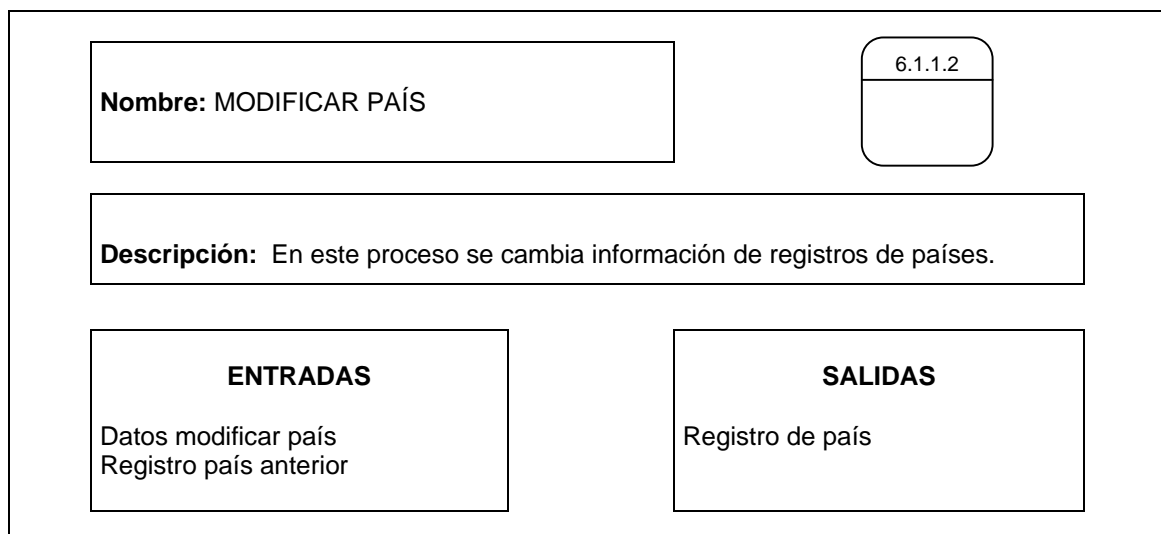 6.1.1.2
Nombre: MODIFICAR PAÍS
Descripción:  En este proceso se cambia información de registros de países.
ENTRADAS
Datos modificar país
Registro país anterior
SALIDAS
Registro de país